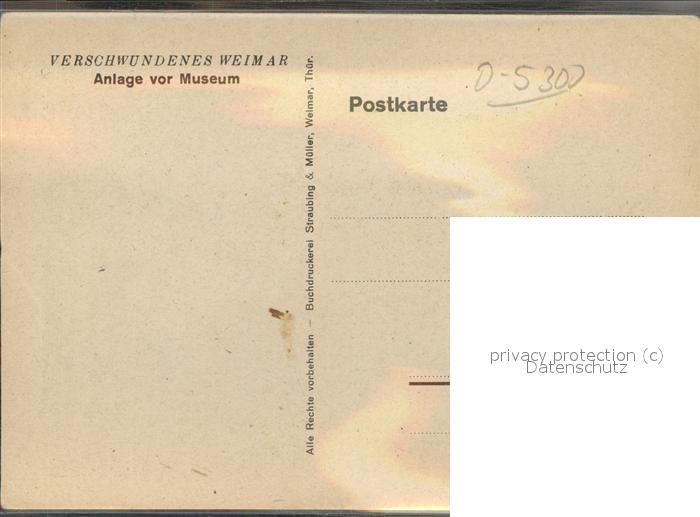 VERSCHWUNDENES WEIMAR
Anlage vor Museum
Alle Rechte vorbehalten – Buchdruckerei Straubing & Müller, Weimar, Thür.
Postkarte
D-5300
privacy protection (c)
Datenschutz